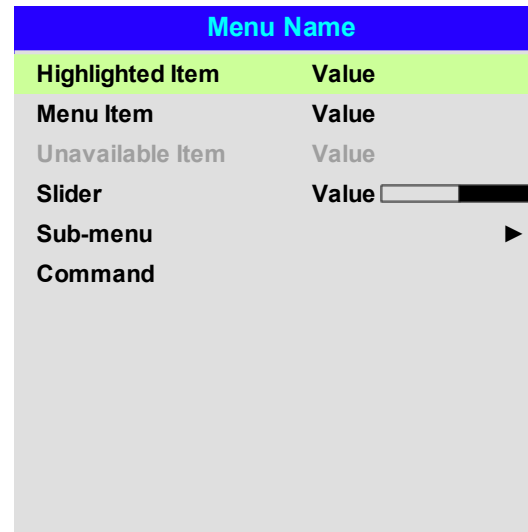 Menu Name
Highlighted Item Value
Menu Item Value
Unavailable Item Value
Slider Value
Sub-menu ►
Command